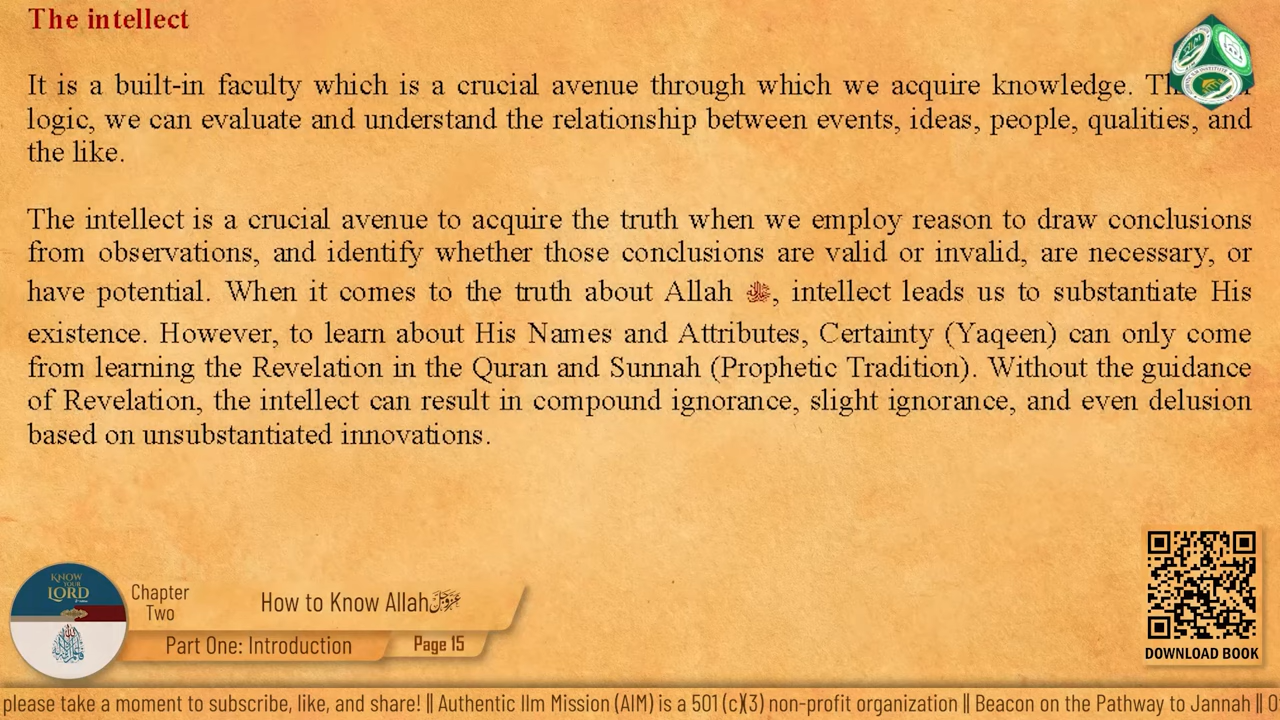 The intellect
It is a built-in faculty which is a crucial avenue through which we acquire knowledge.
logic, we can evaluate and understand the relationship between events, ideas, people, qualities, and
the like.
The intellect is a crucial avenue to acquire the truth when we employ reason to draw conclusions
from observations, and identify whether those conclusions are valid or invalid, are necessary, or
have potential. When it comes to the truth about Allah ﷻ, intellect leads us to substantiate His
existence. However, to learn about His Names and Attributes, Certainty (Yaqeen) can only come
from learning the Revelation in the Quran and Sunnah (Prophetic Tradition). Without the guidance
of Revelation, the intellect can result in compound ignorance, slight ignorance, and even delusion
based on unsubstantiated innovations.
KNOW
YOUR
LORD
Chapter
Two
How to Know Allah عَزَّوَجَلَّ
Part One: Introduction
Page 15
DOWNLOAD BOOK
please take a moment to subscribe, like, and share! || Authentic Ilm Mission (AIM) is a 501 (c)(3) non-profit organization || Beacon on the Pathway to Jannah ||